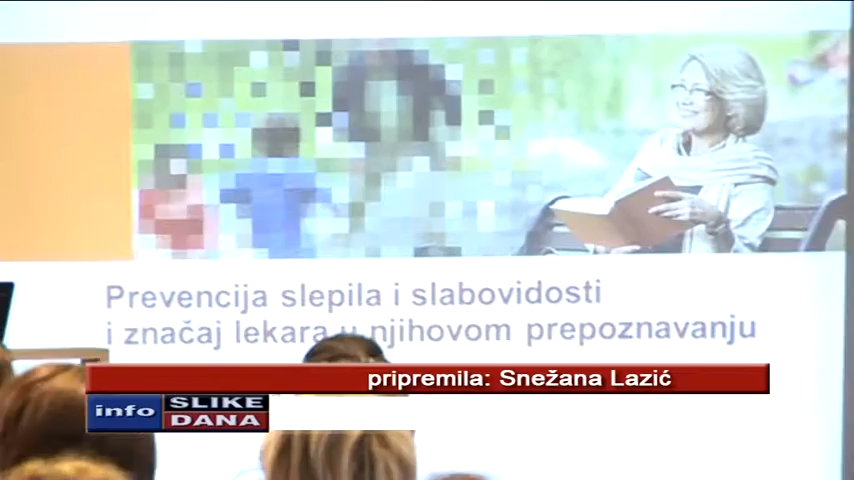 Prevencija slepila i slabovidosti
i značaj lekara u njihovom prepoznavanju
pripremila: Snežana Lazić
info SLIKE
DANA